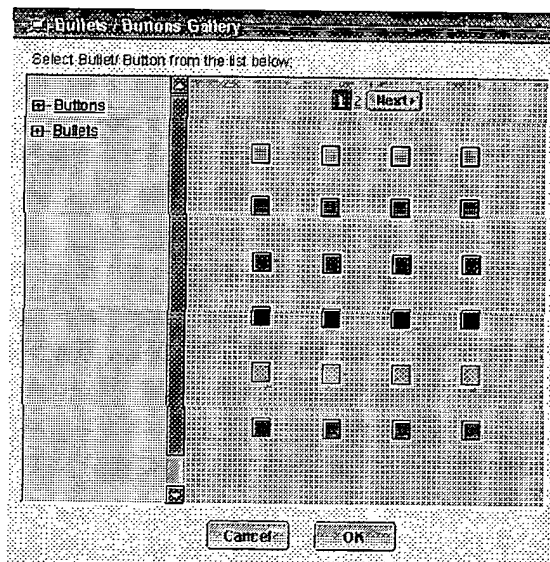 Bullets / Buttons Gallery
Select Bullet/ Button from the list below:
Buttons
Bullets
1 2 Next
Cancel OK